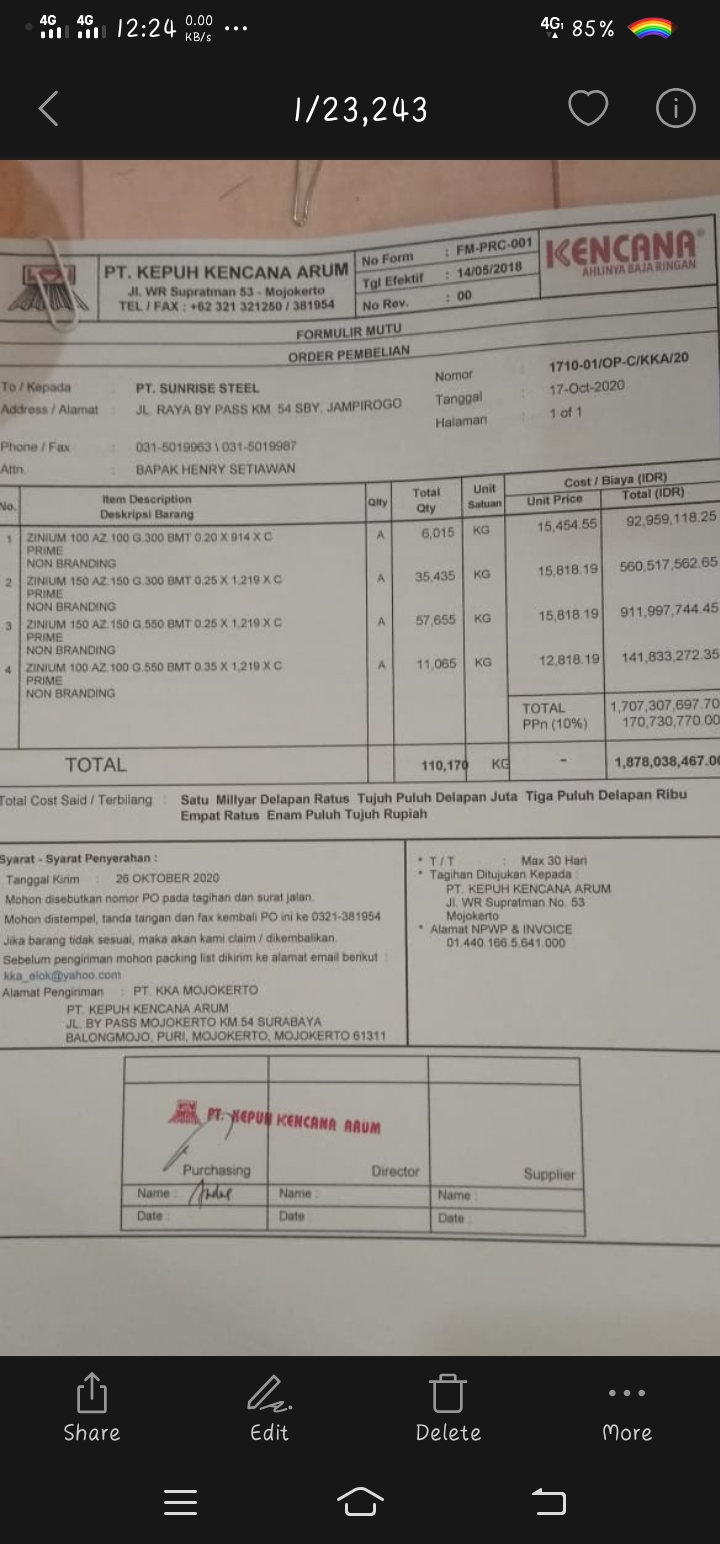 4G 4G 12:24 0.00 KB/s ... 4G 85%
1/23,243
PT. KEPUH KENCANA ARUM
Jl. WR Supratman 53 - Mojokerto
TEL / FAX : +62 321 321250 / 381954
No Form : FM-PRC-001
Tgl Efektif : 14/05/2018
No Rev. : 00
KENCANA®
AHLINYA BAJA RINGAN
FORMULIR MUTU
ORDER PEMBELIAN
To / Kepada : PT. SUNRISE STEEL
Address / Alamat : JL. RAYA BY PASS KM. 54 SBY, JAMPIROGO
Phone / Fax : 031-5019963 \ 031-5019987
Attn. : BAPAK HENRY SETIAWAN
Nomor : 1710-01/OP-C/KKA/20
Tanggal : 17-Oct-2020
Halaman : 1 of 1
No. Item Description Qlty Total Unit Cost / Biaya (IDR)
Deskripsi Barang Qty Satuan Unit Price Total (IDR)
1 ZINIUM 100 AZ.100 G.300 BMT 0.20 X 914 X C A 6,015 KG 15,454.55 92,959,118.25
PRIME
NON BRANDING
2 ZINIUM 150 AZ.150 G.300 BMT 0.25 X 1,219 X C A 35,435 KG 15,818.19 560,517,562.65
PRIME
NON BRANDING
3 ZINIUM 150 AZ.150 G.550 BMT 0.25 X 1,219 X C A 57,655 KG 15,818.19 911,997,744.45
PRIME
NON BRANDING
4 ZINIUM 100 AZ.100 G.550 BMT 0.35 X 1,219 X C A 11,065 KG 12,818.19 141,833,272.35
PRIME
NON BRANDING
TOTAL 1,707,307,697.70
PPn (10%) 170,730,770.00
TOTAL 110,170 KG - 1,878,038,467.00
Total Cost Said / Terbilang : Satu Milyar Delapan Ratus Tujuh Puluh Delapan Juta Tiga Puluh Delapan Ribu
Empat Ratus Enam Puluh Tujuh Rupiah
Syarat - Syarat Penyerahan :
Tanggal Kirim : 26 OKTOBER 2020
Mohon disebutkan nomor PO pada tagihan dan surat jalan.
Mohon distempel, tanda tangan dan fax kembali PO ini ke 0321-381954
Jika barang tidak sesuai, maka akan kami claim / dikembalikan.
Sebelum pengiriman mohon packing list dikirim ke alamat email berikut :
kka_elok@yahoo.com
Alamat Pengiriman : PT. KKA MOJOKERTO
PT. KEPUH KENCANA ARUM
JL. BY PASS MOJOKERTO KM.54 SURABAYA
BALONGMOJO, PURI, MOJOKERTO, MOJOKERTO 61311
* T / T : Max 30 Hari
* Tagihan Ditujukan Kepada :
PT. KEPUH KENCANA ARUM
Jl. WR Supratman No. 53
Mojokerto
* Alamat NPWP & INVOICE
01.440.166.5.641.000
PT. KEPUH KENCANA ARUM
Purchasing Director Supplier
Name : Name : Name :
Date : Date : Date :
Share Edit Delete More